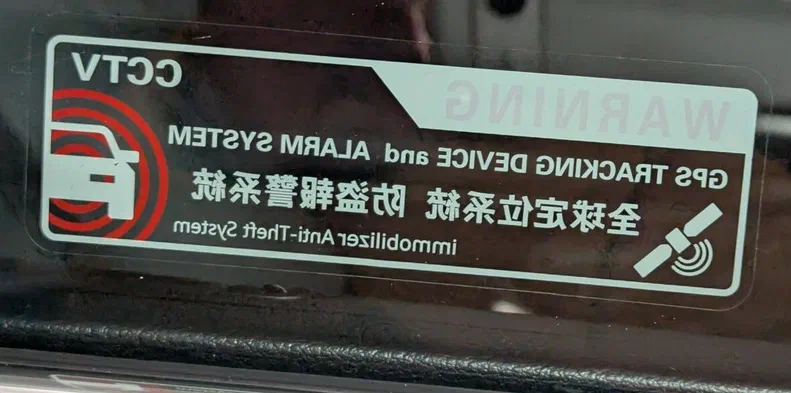 WARNING
CCTV
GPS TRACKING DEVICE and ALARM SYSTEM
全球定位系統 防盜報警系統
immobilizer Anti-Theft System